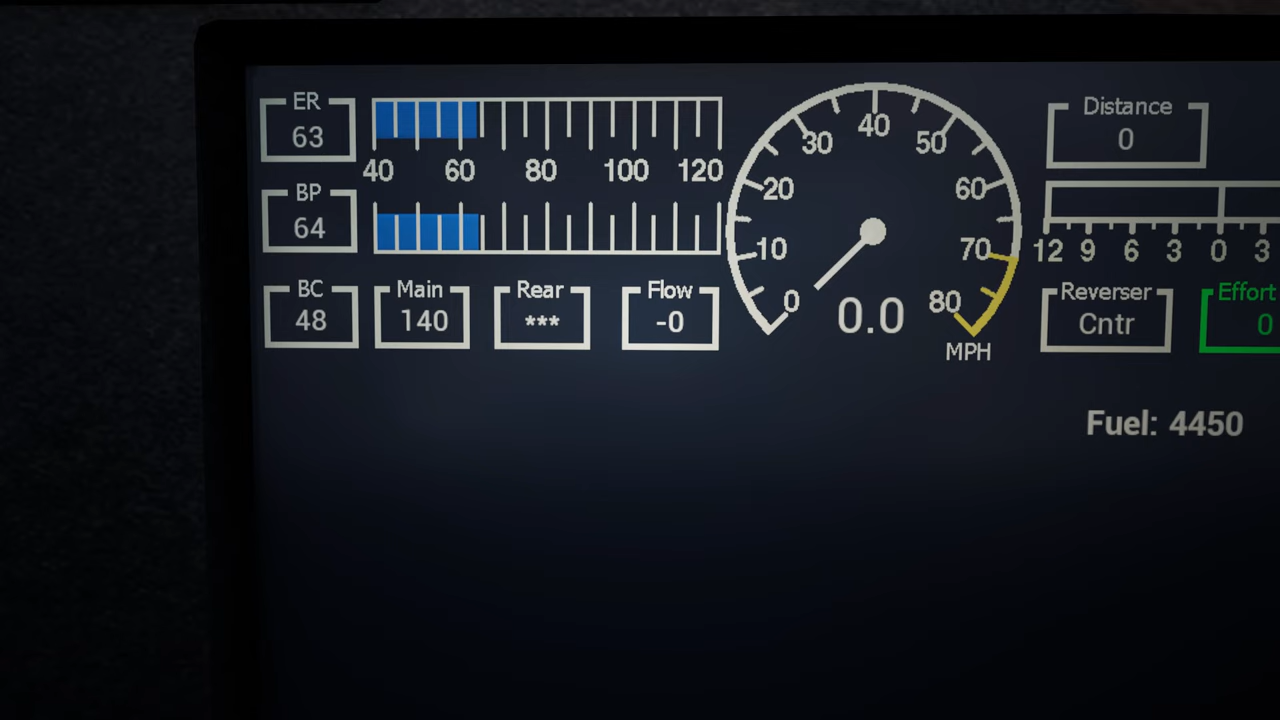 ER
63
40 60 80 100 120
BP
64
BC
48
Main
140
Rear
***
Flow
-0
0 10 20 30 40 50 60 70 80
0.0
MPH
Distance
0
12 9 6 3 0 3
Reverser
Cntr
Effort
0
Fuel: 4450